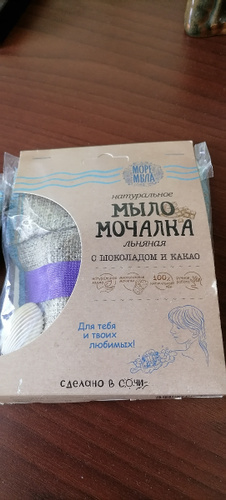 МОРЕ
МЫЛА
натуральное
МЫЛО
МОЧАЛКА
льняная
С ШОКОЛАДОМ И КАКАО
100%
Для тебя
и твоих
любимых!
СДЕЛАНО В СОЧИ